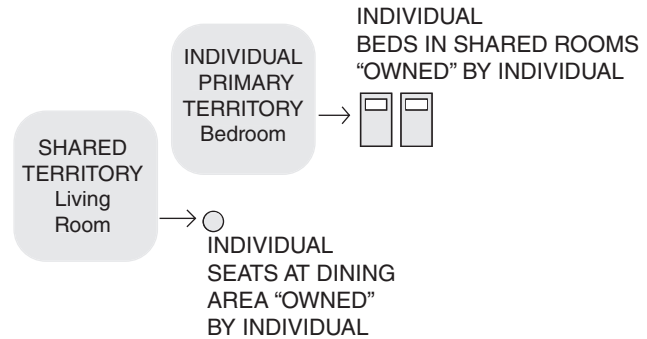 INDIVIDUAL
BEDS IN SHARED ROOMS
“OWNED” BY INDIVIDUAL
INDIVIDUAL
PRIMARY
TERRITORY
Bedroom
SHARED
TERRITORY
Living
Room
INDIVIDUAL
SEATS AT DINING
AREA “OWNED”
BY INDIVIDUAL